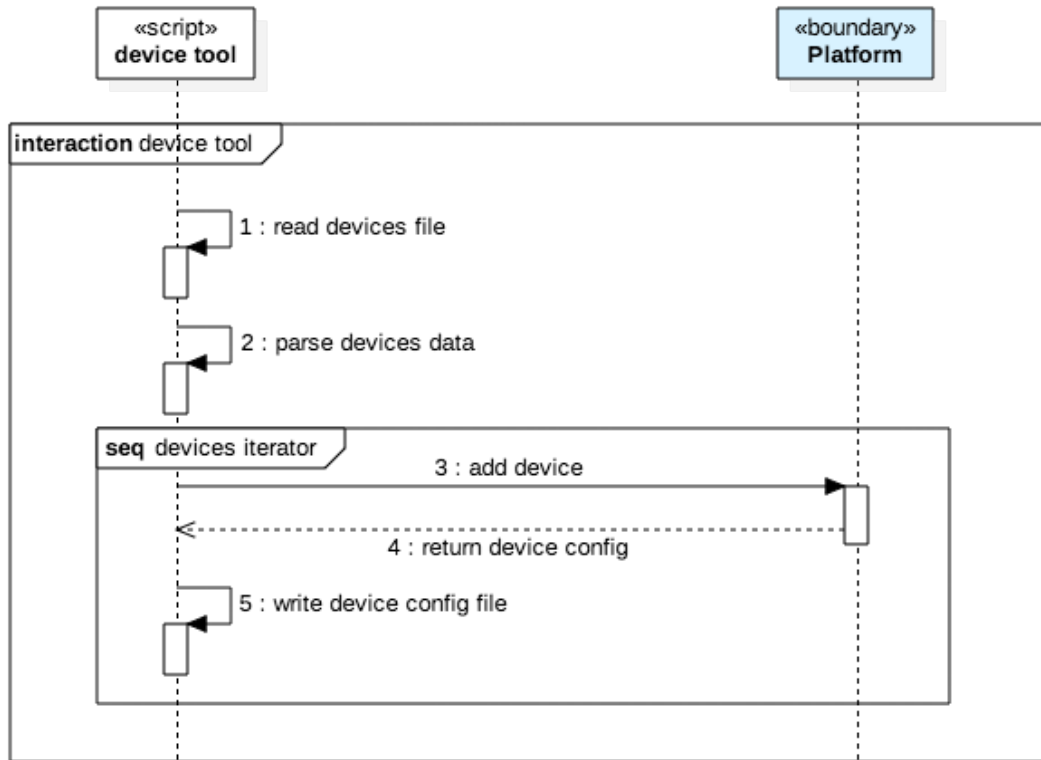 «script»
device tool
«boundary»
Platform
interaction device tool
1 : read devices file
2 : parse devices data
seq devices iterator
3 : add device
4 : return device config
5 : write device config file